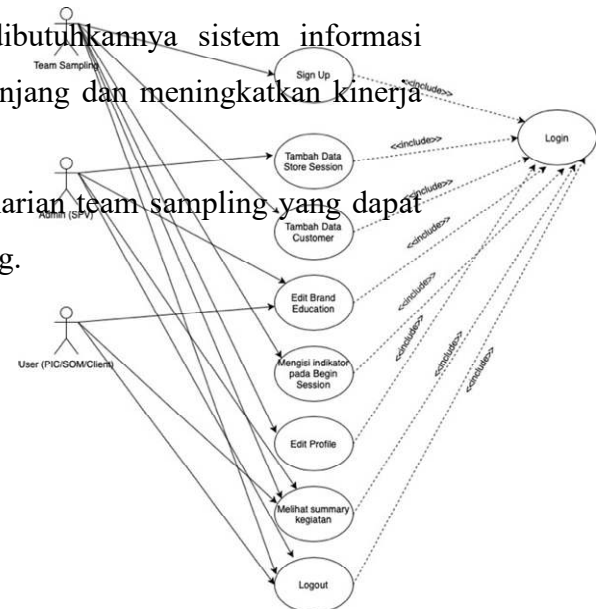 dibutuhkannya sistem informasi
Team Sampling
Sign Up
<<include>>
njang dan meningkatkan kinerja
Login
<<include>>
Tambah Data
Store Session
<<include>>
arian team sampling yang dapat
Admin (SPV)
Tambah Data
Customer
<<include>>
g.
Edit Brand
Education
<<include>>
User (PIC/SOM/Client)
Mengisi indikator
pada Begin
Session
<<include>>
<<include>>
<<include>>
Edit Profile
Melihat summary
kegiatan
Logout